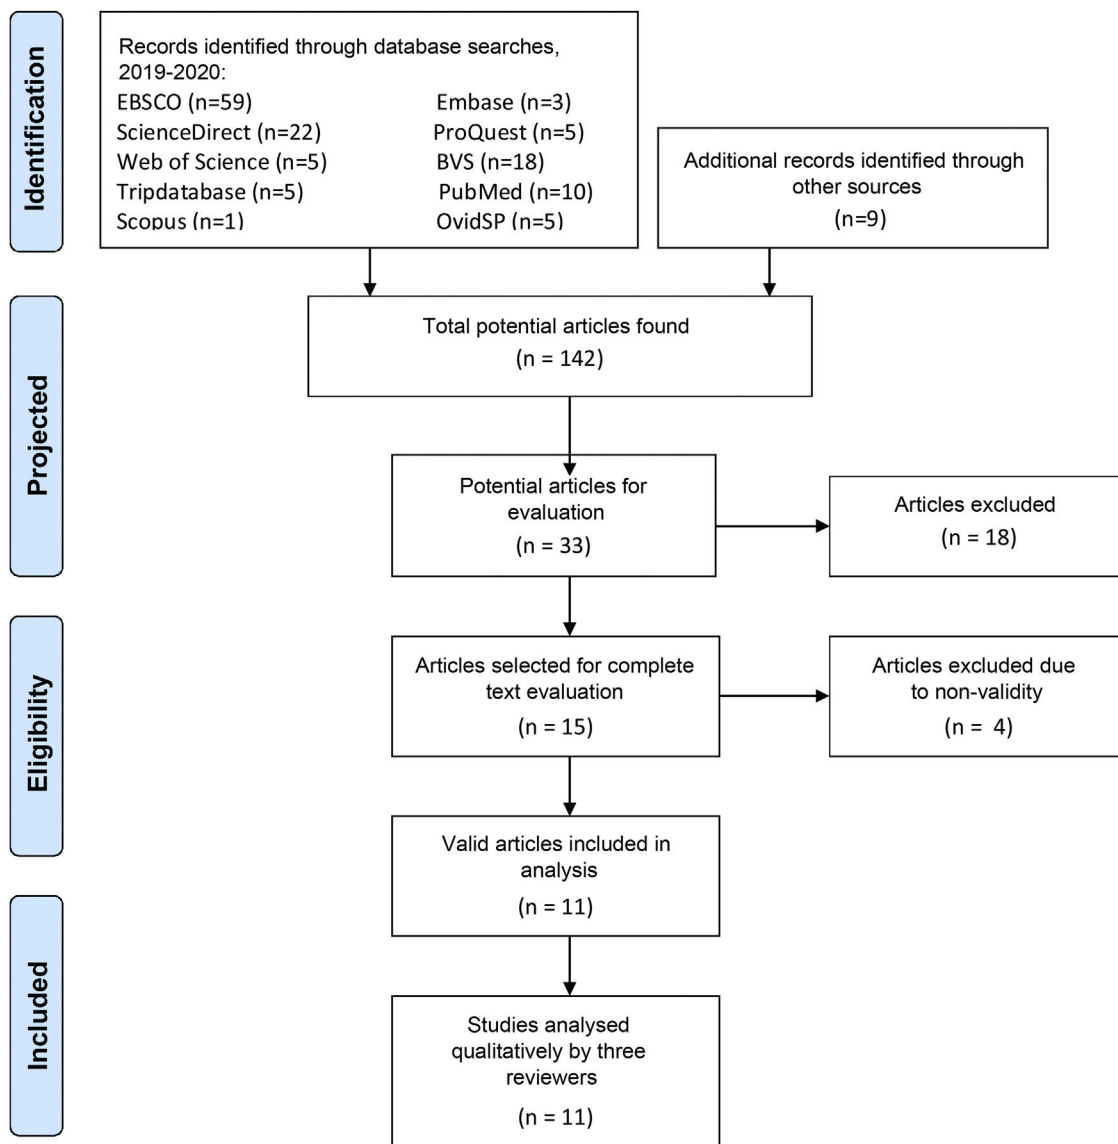 Identification
Records identified through database searches,
2019-2020:
EBSCO (n=59)
Embase (n=3)
ScienceDirect (n=22)
ProQuest (n=5)
Web of Science (n=5)
BVS (n=18)
Tripdatabase (n=5)
PubMed (n=10)
Scopus (n=1)
OvidSP (n=5)
Additional records identified through
other sources
(n=9)
Projected
Total potential articles found
(n = 142)
Potential articles for
evaluation
(n = 33)
Articles excluded
(n = 18)
Eligibility
Articles selected for complete
text evaluation
(n = 15)
Articles excluded due
to non-validity
(n = 4)
Valid articles included in
analysis
(n = 11)
Included
Studies analysed
qualitatively by three
reviewers
(n = 11)